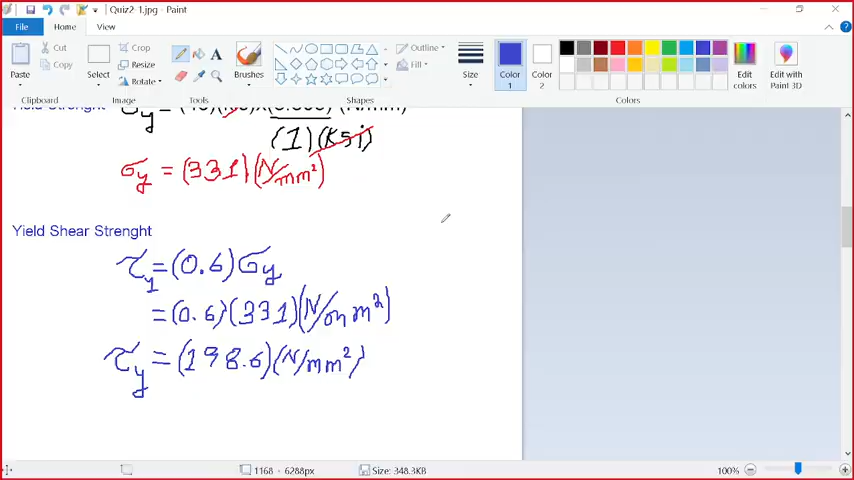 Quiz2- 1.jpg - Paint
File Home View
Cut
Copy
Paste
Clipboard
Select
Crop
Resize
Rotate
Image
Tools
Brushes
Outline
Fill
Shapes
Size
Color 1
Color 2
Edit colors
Edit with Paint 3D
Colors
(1)(Ksi)
σy = (331)(N/mm²)
Yield Shear Strenght
τy = (0.6)σy
= (0.6)(331)(N/mm²)
τy = (198.6)(N/mm²)
1168 × 6288px
Size: 348.3KB
100%